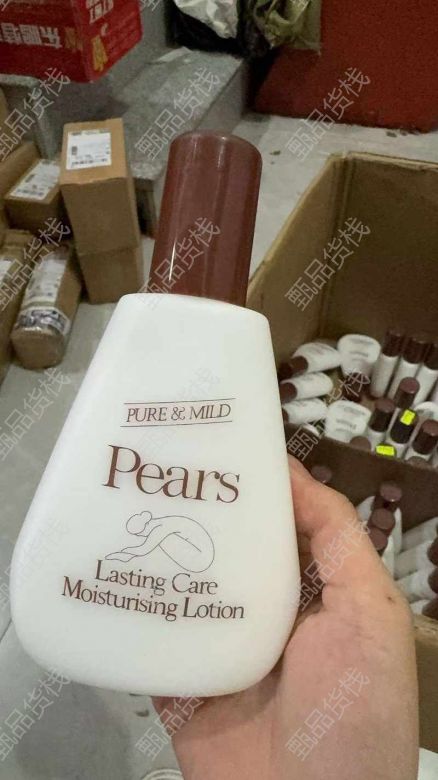 PURE & MILD
Pears
Lasting Care
Moisturising Lotion
甄品货栈